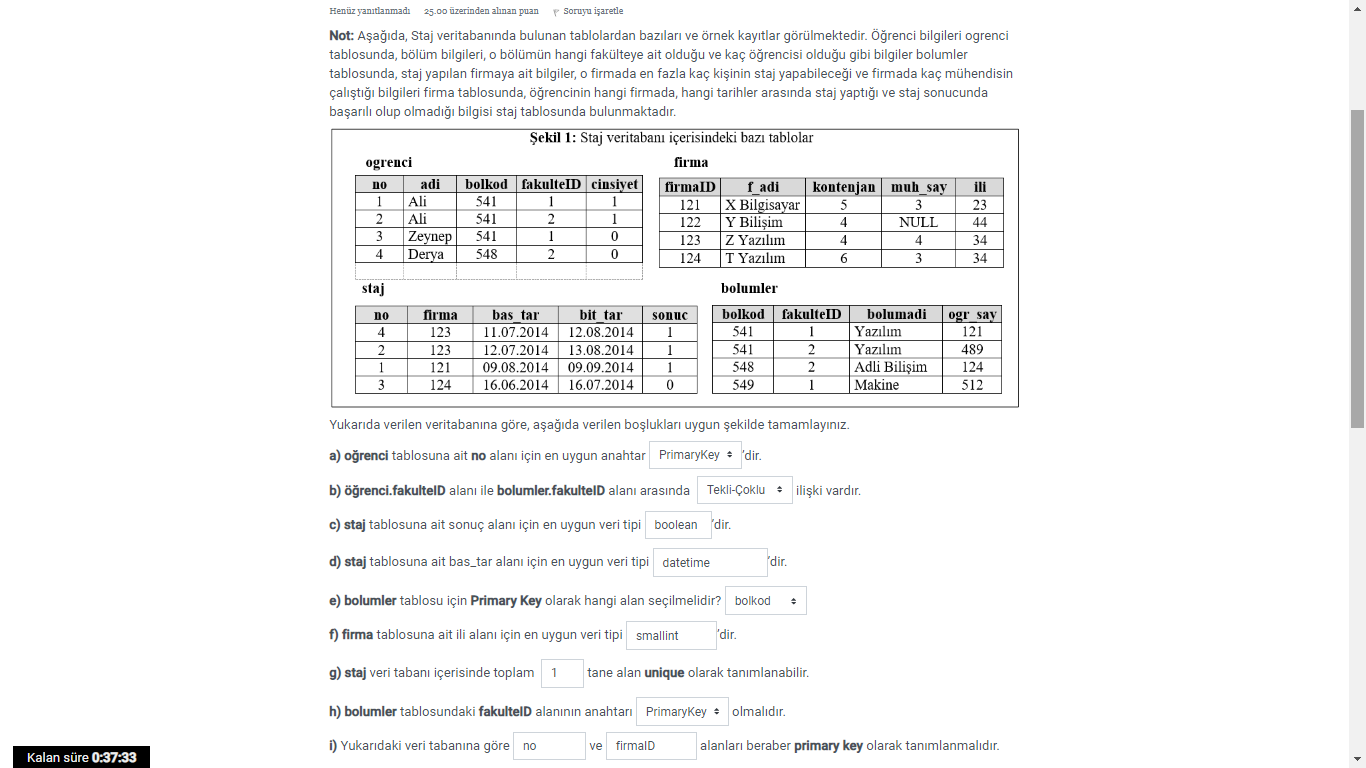 Henüz yanıtlanmadı 25.00 üzerinden alınan puan Soruyu işaretle
Not: Aşağıda, Staj veritabanında bulunan tablolardan bazıları ve örnek kayıtlar görülmektedir. Öğrenci bilgileri ogrenci
tablosunda, bölüm bilgileri, o bölümün hangi fakülteye ait olduğu ve kaç öğrencisi olduğu gibi bilgiler bolumler
tablosunda, staj yapılan firmaya ait bilgiler, o firmada en fazla kaç kişinin staj yapabileceği ve firmada kaç mühendisin
çalıştığı bilgileri firma tablosunda, öğrencinin hangi firmada, hangi tarihler arasında staj yaptığı ve staj sonucunda
başarılı olup olmadığı bilgisi staj tablosunda bulunmaktadır.
Şekil 1: Staj veritabanı içerisindeki bazı tablolar
ogrenci
no adi bolkod fakulteID cinsiyet
1 Ali 541 1 1
2 Ali 541 2 1
3 Zeynep 541 1 0
4 Derya 548 2 0
firma
firmaID f_adi kontenjan muh_say ili
121 X Bilgisayar 5 3 23
122 Y Bilişim 4 NULL 44
123 Z Yazılım 4 4 34
124 T Yazılım 6 3 34
staj
no firma bas_tar bit_tar sonuc
4 123 11.07.2014 12.08.2014 1
2 123 12.07.2014 13.08.2014 1
1 121 09.08.2014 09.09.2014 1
3 124 16.06.2014 16.07.2014 0
bolumler
bolkod fakulteID bolumadi ogr_say
541 1 Yazılım 121
541 2 Yazılım 489
548 2 Adli Bilişim 124
549 1 Makine 512
Yukarıda verilen veritabanına göre, aşağıda verilen boşlukları uygun şekilde tamamlayınız.
a) oğrenci tablosuna ait no alanı için en uygun anahtar PrimaryKey 'dir.
b) öğrenci.fakulteID alanı ile bolumler.fakulteID alanı arasında Tekli-Çoklu ilişki vardır.
c) staj tablosuna ait sonuç alanı için en uygun veri tipi boolean 'dir.
d) staj tablosuna ait bas_tar alanı için en uygun veri tipi datetime 'dir.
e) bolumler tablosu için Primary Key olarak hangi alan seçilmelidir? bolkod
f) firma tablosuna ait ili alanı için en uygun veri tipi smallint 'dir.
g) staj veri tabanı içerisinde toplam 1 tane alan unique olarak tanımlanabilir.
h) bolumler tablosundaki fakulteID alanının anahtarı PrimaryKey olmalıdır.
i) Yukarıdaki veri tabanına göre no ve firmaID alanları beraber primary key olarak tanımlanmalıdır.
Kalan süre 0:37:33